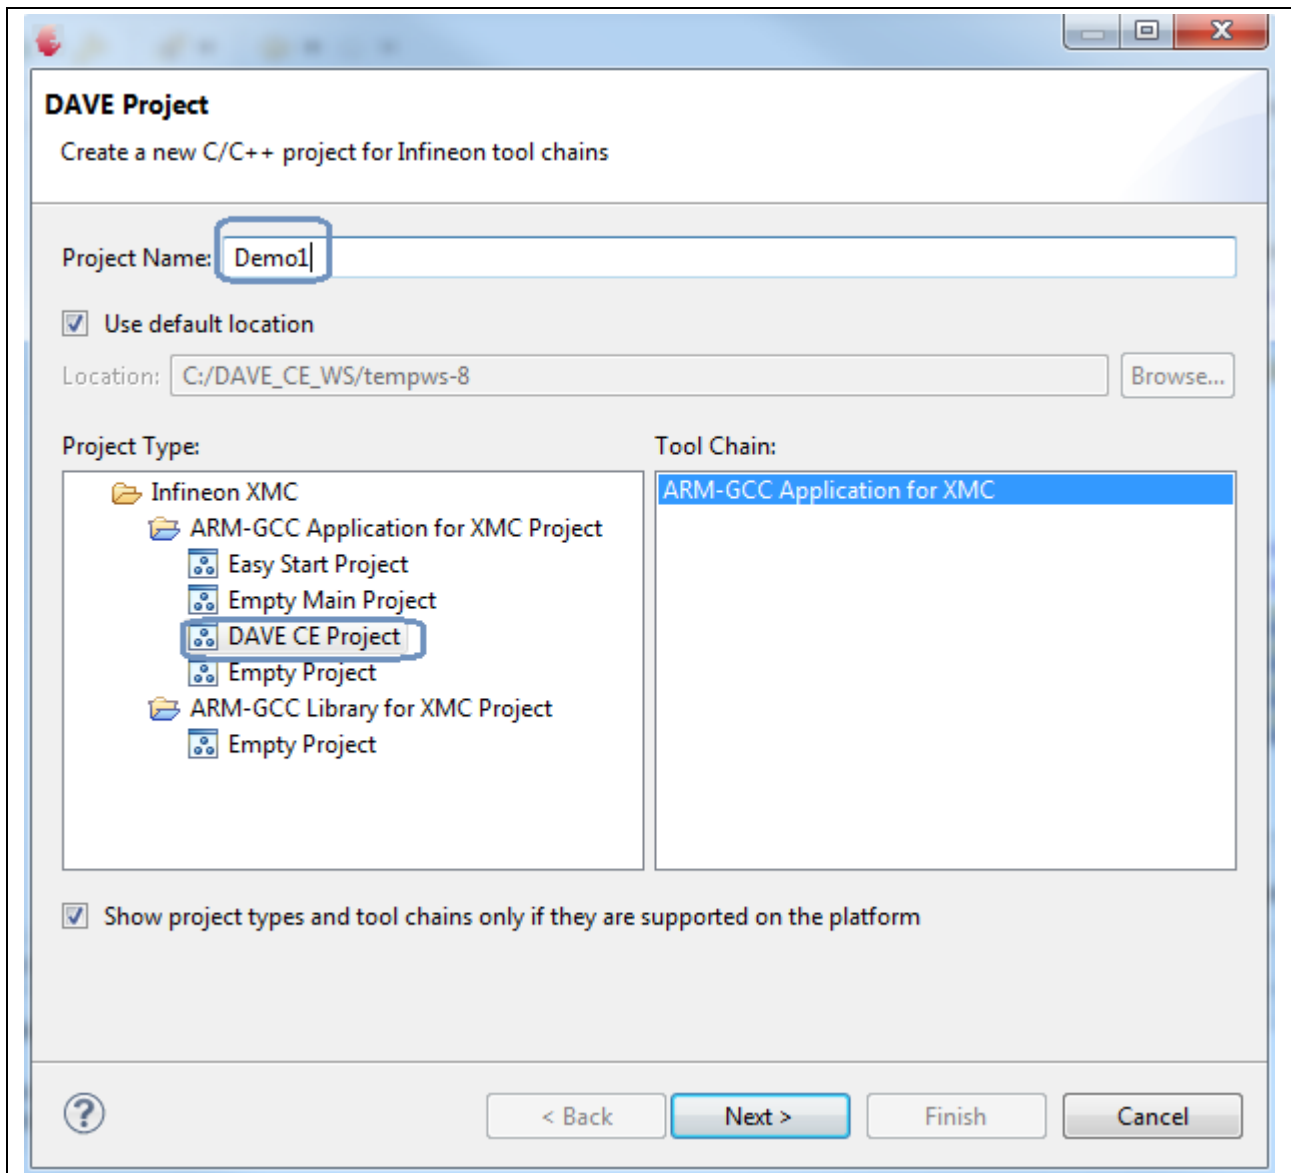 DAVE Project
Create a new C/C++ project for Infineon tool chains
Project Name: Demo1
Use default location
Location: C:/DAVE_CE_WS/tempws-8 Browse...
Project Type: Tool Chain:
Infineon XMC ARM-GCC Application for XMC
ARM-GCC Application for XMC Project
Easy Start Project
Empty Main Project
DAVE CE Project
Empty Project
ARM-GCC Library for XMC Project
Empty Project
Show project types and tool chains only if they are supported on the platform
? < Back Next > Finish Cancel